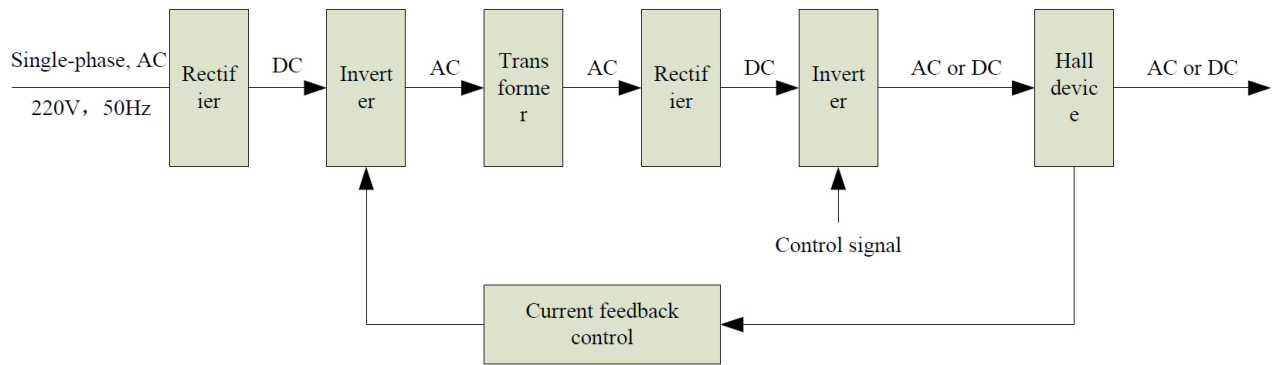 Single-phase, AC
220V，50Hz
Rectif
ier
DC
Invert
er
AC
Trans
forme
r
AC
Rectif
ier
DC
Invert
er
AC or DC
Hall
devic
e
AC or DC
Control signal
Current feedback
control